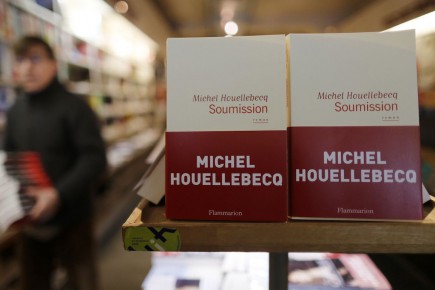 Michel Houellebecq
Soumission
roman
MICHEL
HOUELLEBECQ
Flammarion
Michel Houellebecq
Soumission
roman
MICHEL
HOUELLEBECQ
Flammarion